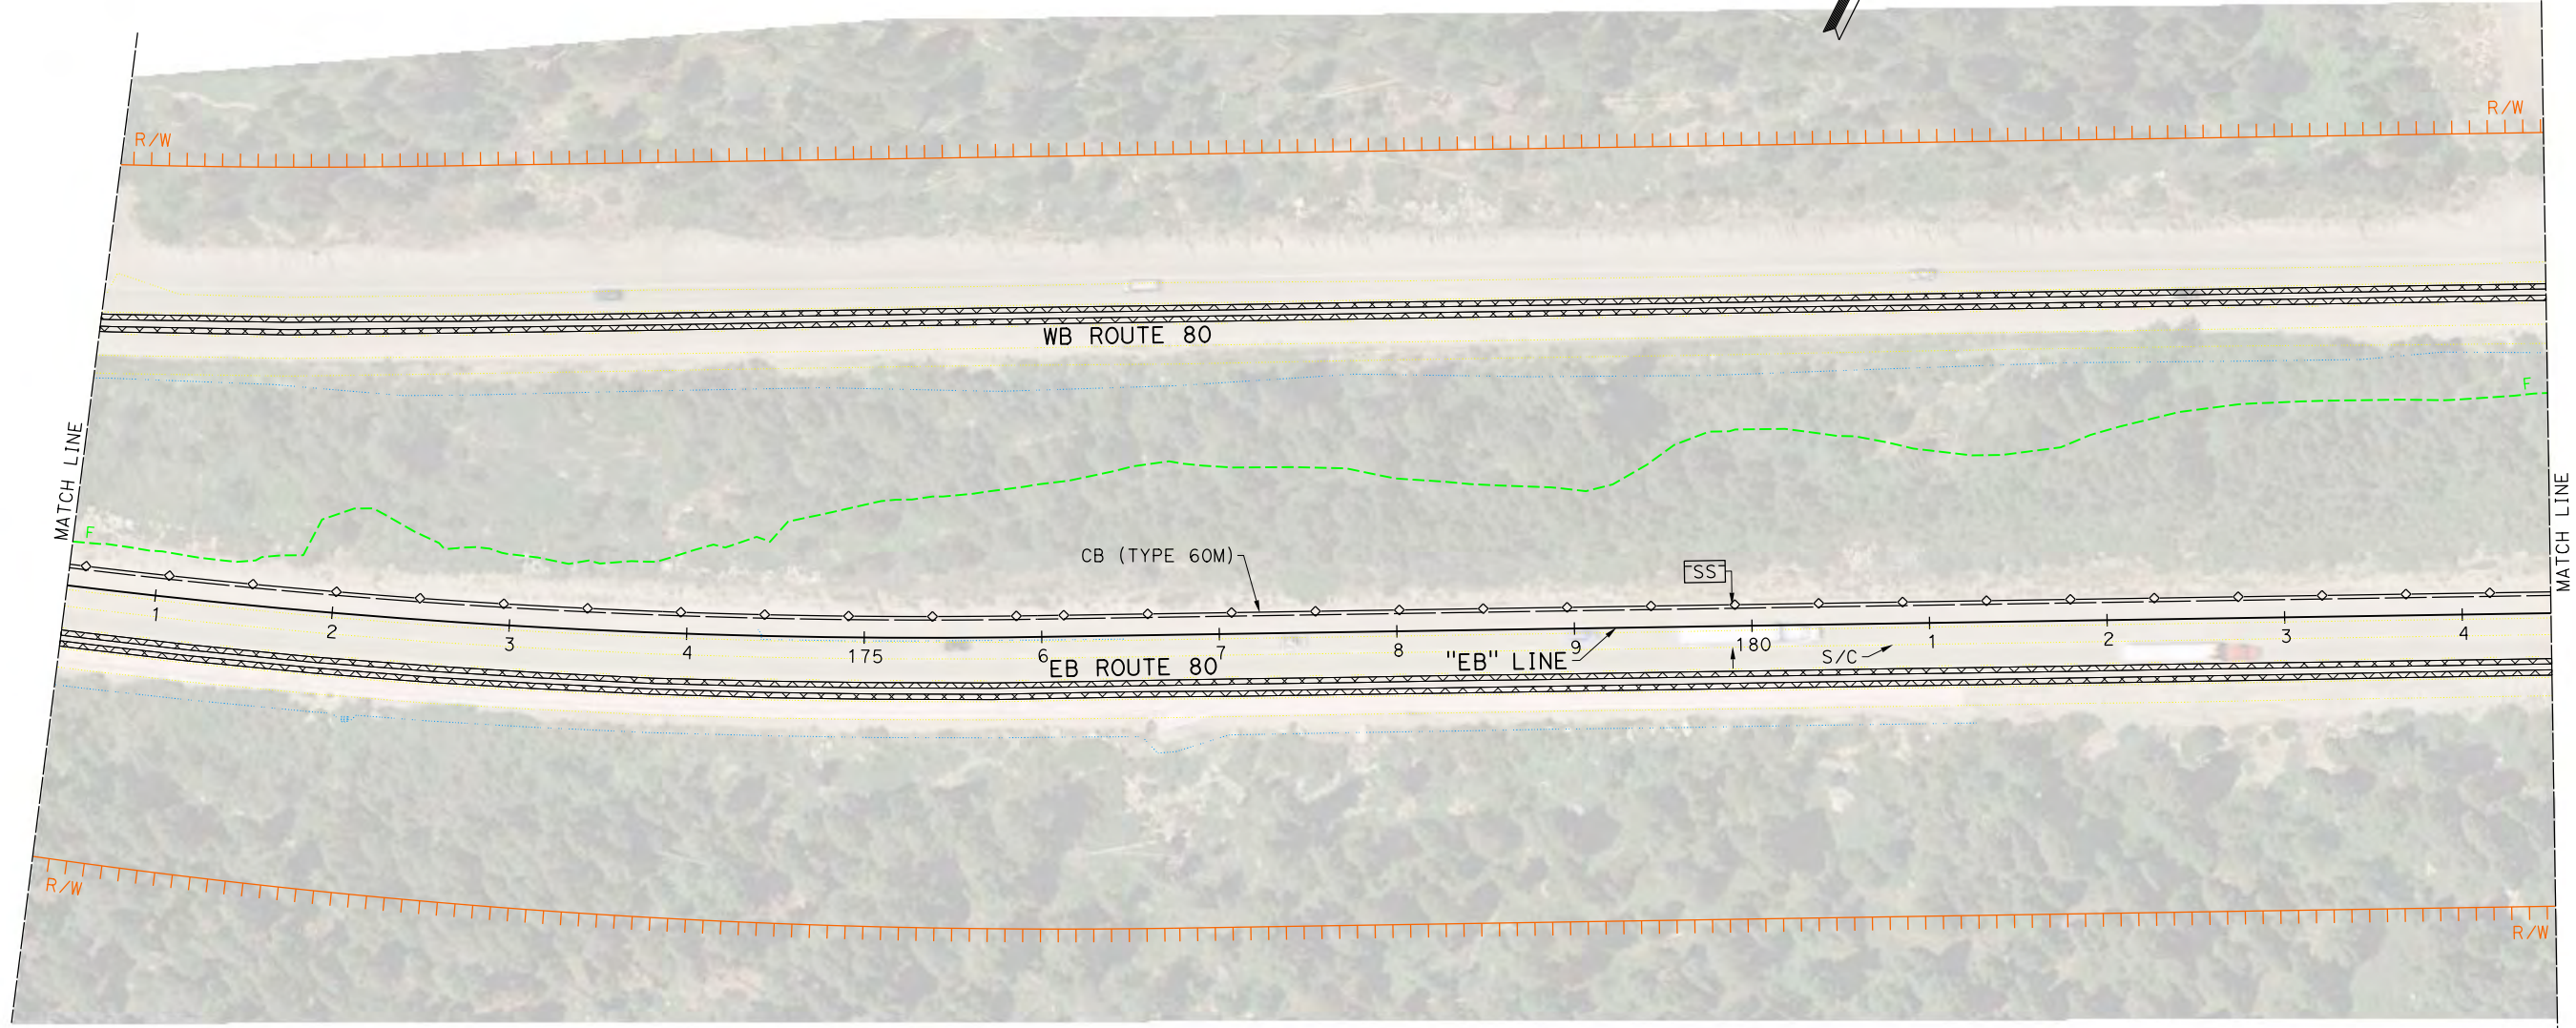 R/W
R/W
WB ROUTE 80
MATCH LINE
F
F
MATCH LINE
CB (TYPE 60M)
SS
1
2
3
4
175
6
7
8
9
180
1
2
3
4
EB ROUTE 80
"EB" LINE
S/C
R/W
R/W